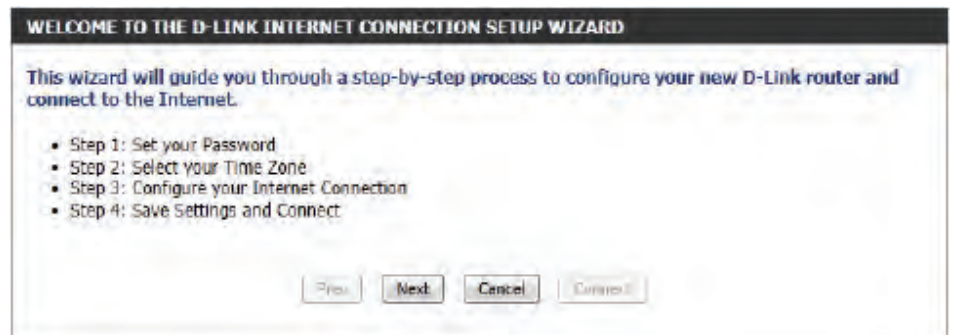 WELCOME TO THE D-LINK INTERNET CONNECTION SETUP WIZARD
This wizard will guide you through a step-by-step process to configure your new D-Link router and
connect to the Internet.
• Step 1: Set your Password
• Step 2: Select your Time Zone
• Step 3: Configure your Internet Connection
• Step 4: Save Settings and Connect
Prev Next Cancel Connect